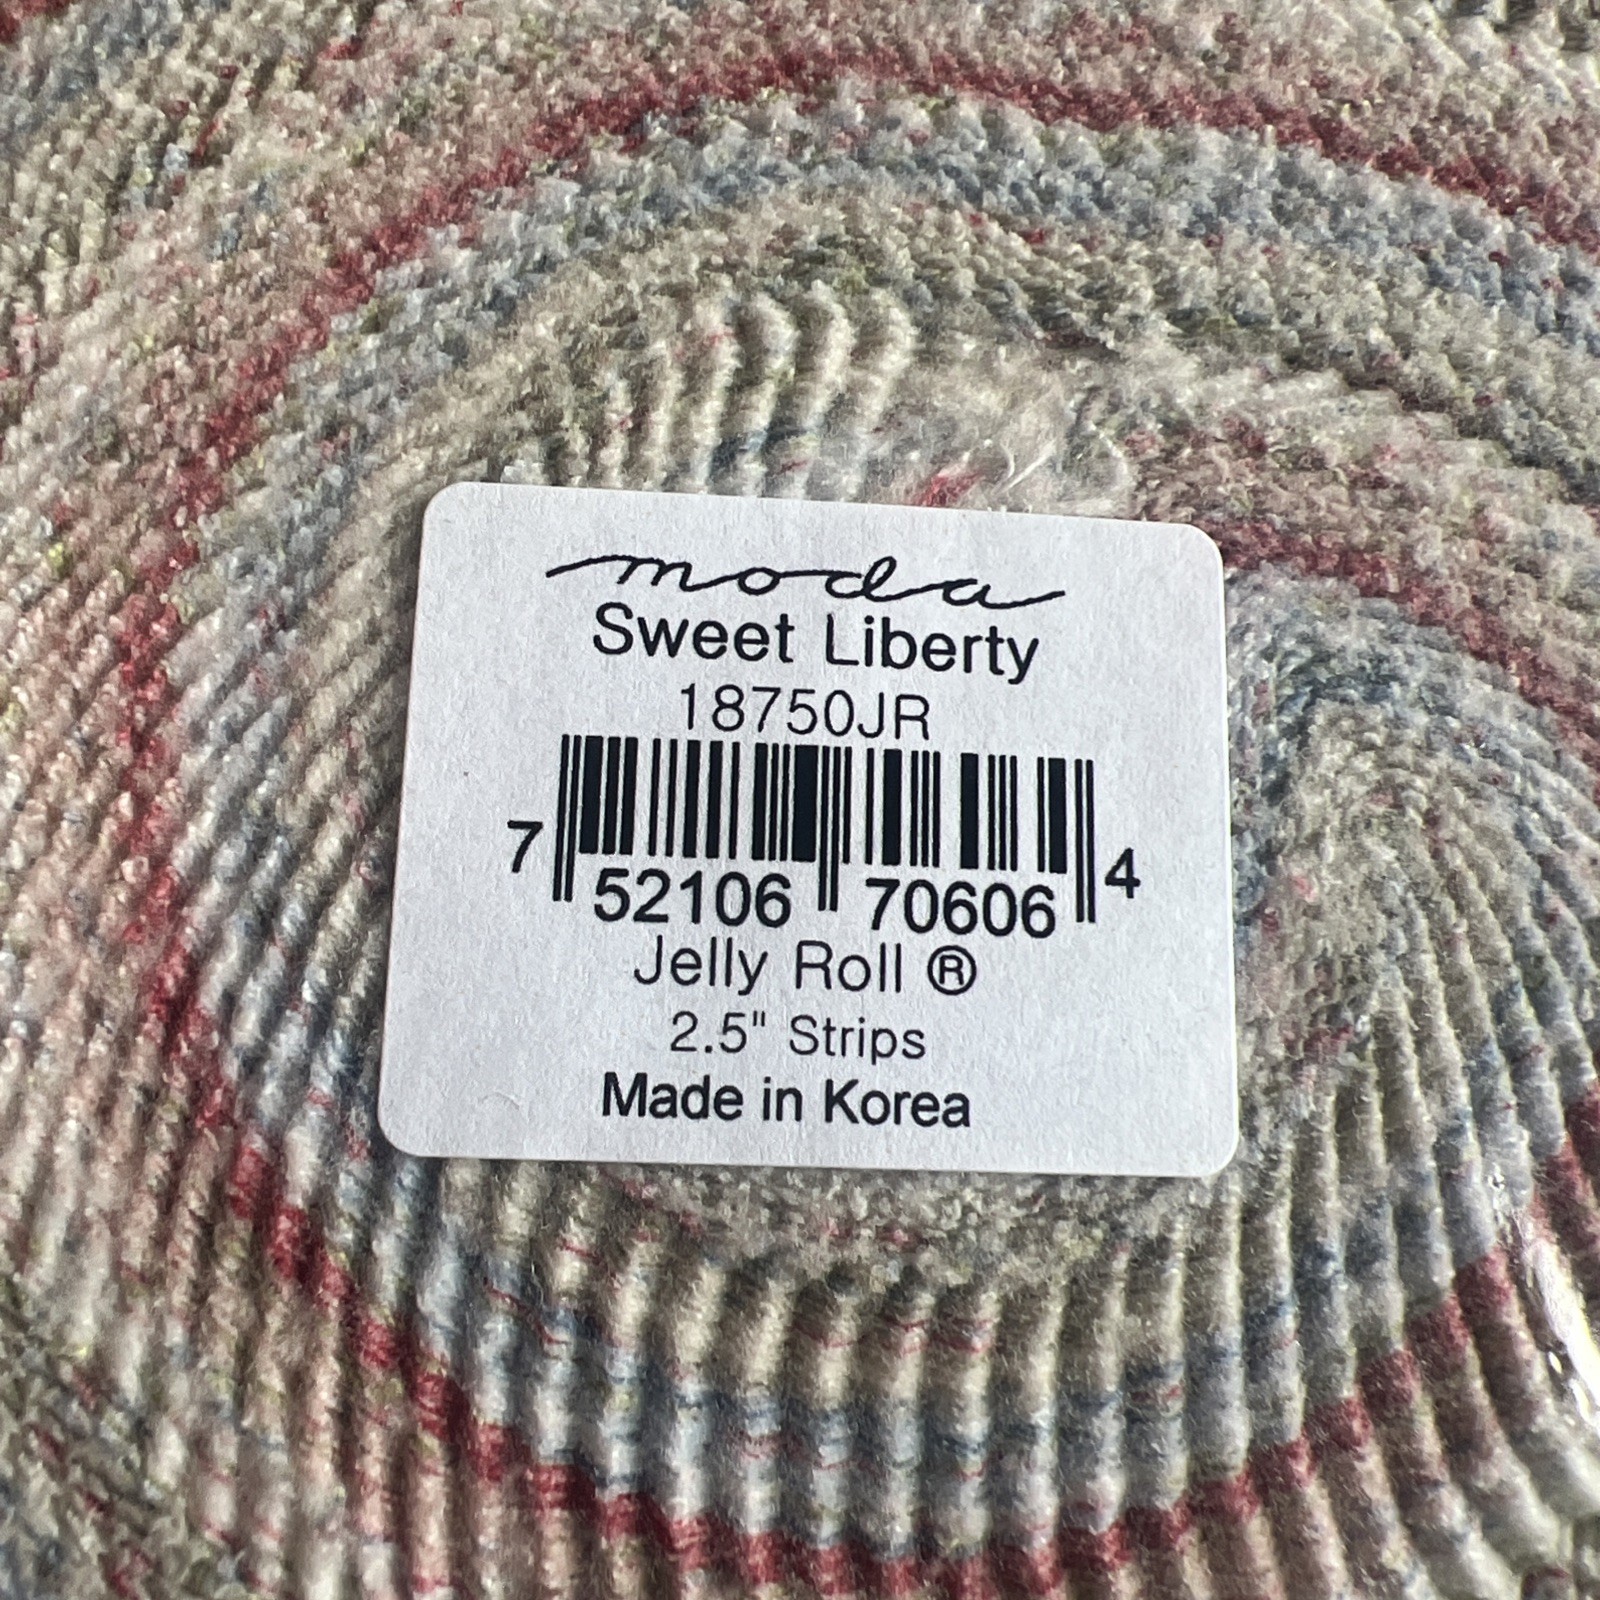 moda
Sweet Liberty
18750JR
7 52106 70606 4
Jelly Roll ®
2.5" Strips
Made in Korea